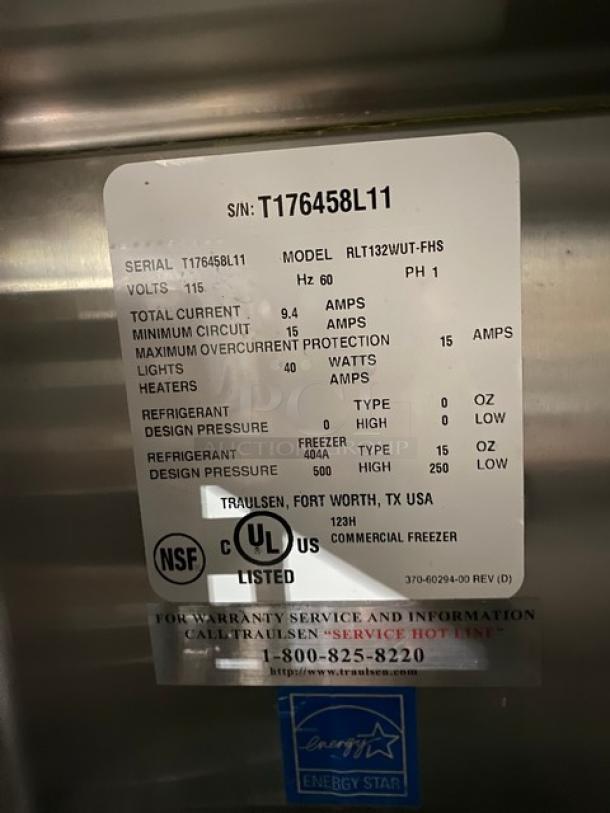 S/N: T176458L11
SERIAL T176458L11 MODEL RLT132WUT-FHS
VOLTS 115 Hz 60 PH 1
TOTAL CURRENT 9.4 AMPS
MINIMUM CIRCUIT 15 AMPS
MAXIMUM OVERCURRENT PROTECTION 15 AMPS
LIGHTS 40 WATTS
HEATERS AMPS
REFRIGERANT TYPE 0 OZ
DESIGN PRESSURE 0 HIGH 0 LOW
FREEZER
REFRIGERANT 404A TYPE 15 OZ
DESIGN PRESSURE 500 HIGH 250 LOW
PCI
AUCTION GROUP
TRAULSEN, FORT WORTH, TX USA
123H
COMMERCIAL FREEZER
NSF
C UL US
LISTED
370-60294-00 REV (D)
FOR WARRANTY SERVICE AND INFORMATION
CALL TRAULSEN "SERVICE HOT LINE"
1-800-825-8220
http://www.traulsen.com
energy
ENERGY STAR